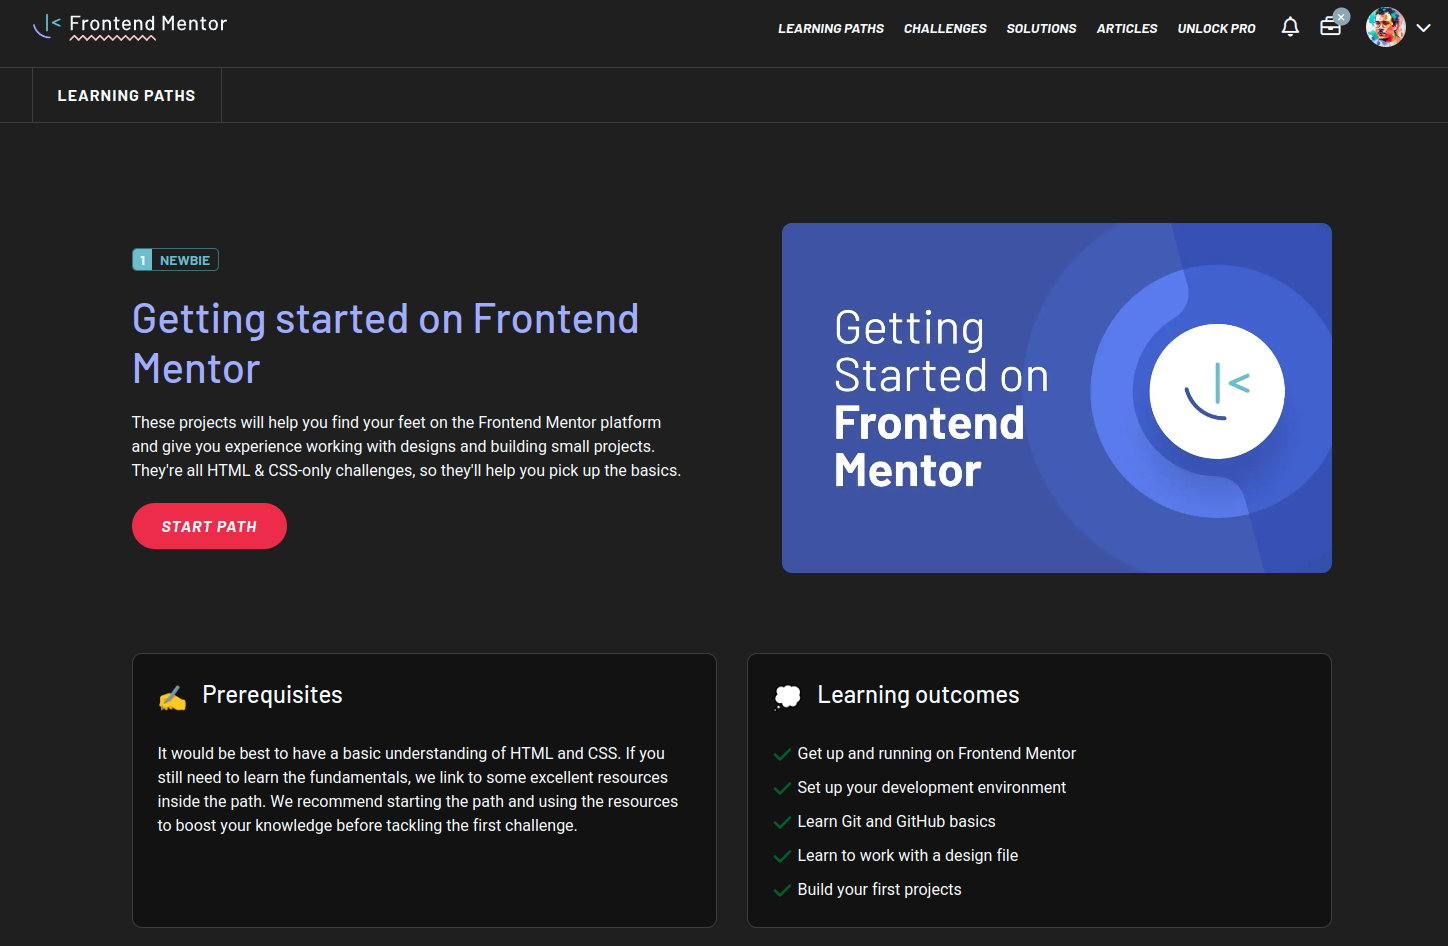 Frontend Mentor
LEARNING PATHS
CHALLENGES
SOLUTIONS
ARTICLES
UNLOCK PRO
LEARNING PATHS
1 NEWBIE
Getting started on Frontend
Mentor
These projects will help you find your feet on the Frontend Mentor platform
and give you experience working with designs and building small projects.
They're all HTML & CSS-only challenges, so they'll help you pick up the basics.
START PATH
Getting
Started on
Frontend
Mentor
Prerequisites
It would be best to have a basic understanding of HTML and CSS. If you
still need to learn the fundamentals, we link to some excellent resources
inside the path. We recommend starting the path and using the resources
to boost your knowledge before tackling the first challenge.
Learning outcomes
Get up and running on Frontend Mentor
Set up your development environment
Learn Git and GitHub basics
Learn to work with a design file
Build your first projects